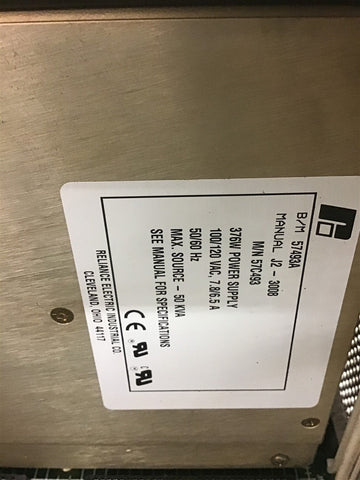 B/M 57493A
MANUAL J2 - 3008
M/N 57C493
376W POWER SUPPLY
100/120 VAC, 7.8/6.5 A
50/60 Hz
MAX. SOURCE - 50 KVA
SEE MANUAL FOR SPECIFICATIONS
RELIANCE ELECTRIC INDUSTRIAL CO.
CLEVELAND, OHIO 44117